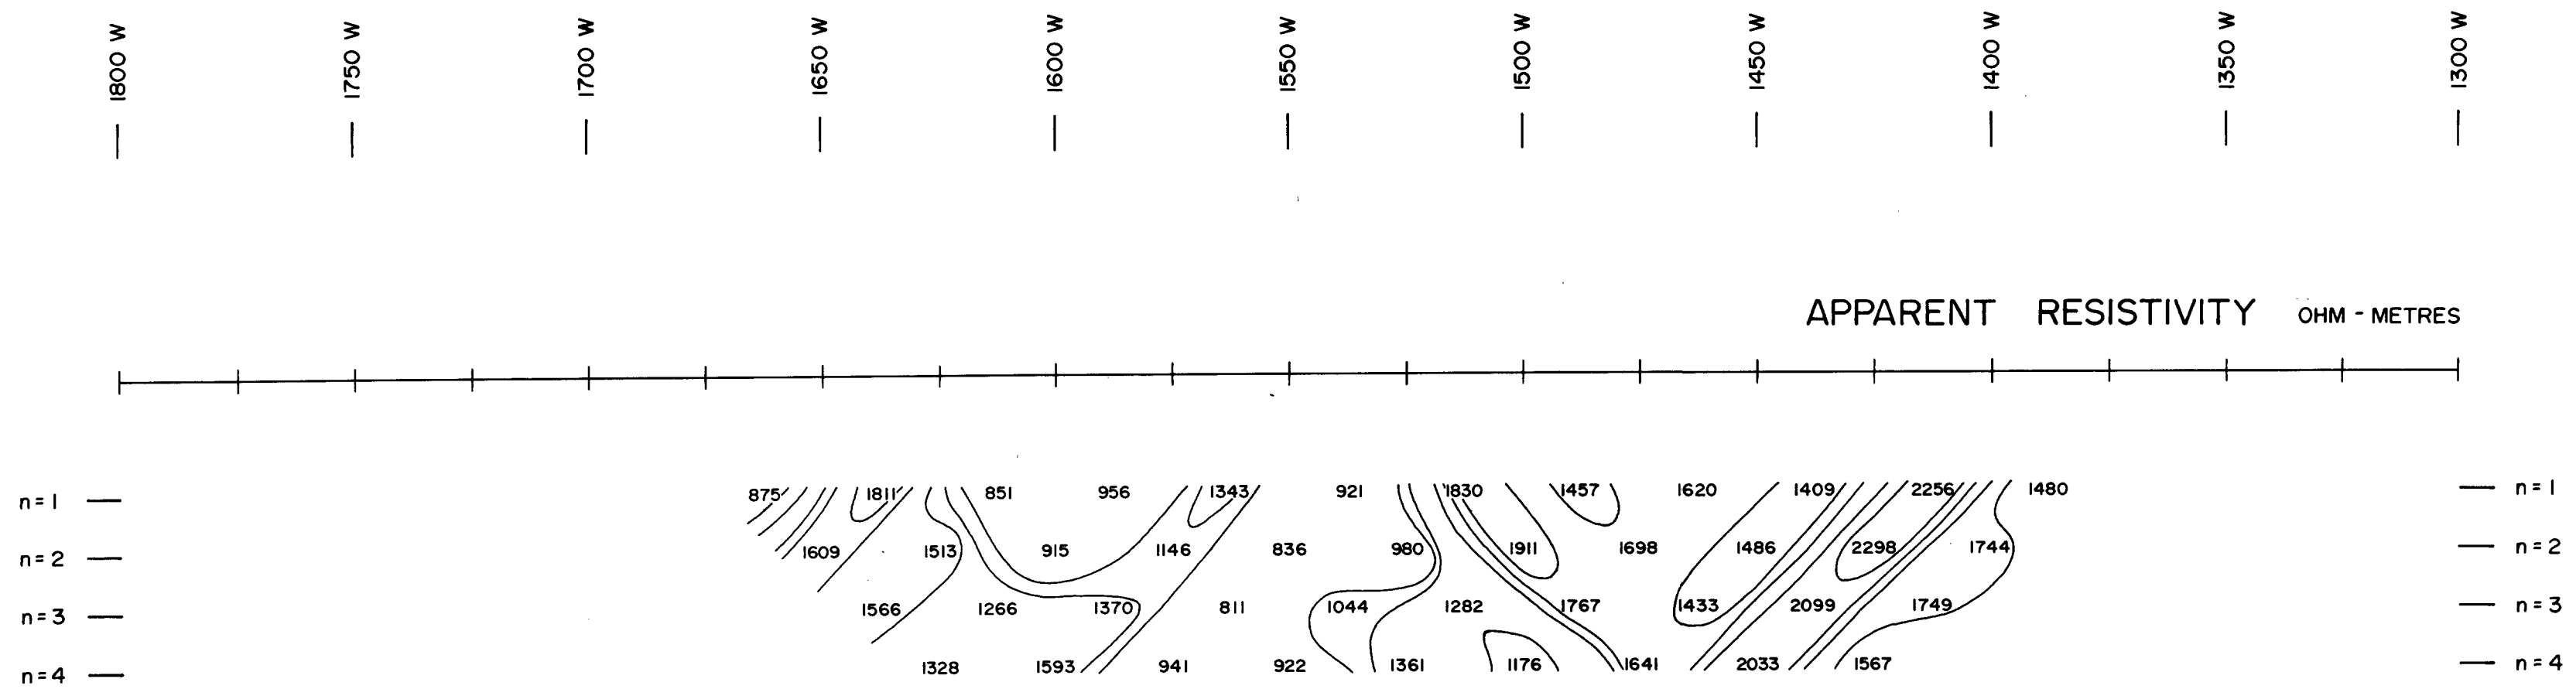 1800 W 1750 W 1700 W 1650 W 1600 W 1550 W 1500 W 1450 W 1400 W 1350 W 1300 W
APPARENT RESISTIVITY OHM - METRES
n = 1 875 1811 851 956 1343 921 1830 1457 1620 1409 2256 1480 n = 1
n = 2 1609 1513 915 1146 836 980 1911 1698 1486 2298 1744 n = 2
n = 3 1566 1266 1370 811 1044 1282 1767 1433 2099 1749 n = 3
n = 4 1328 1593 941 922 1361 1176 1641 2033 1567 n = 4